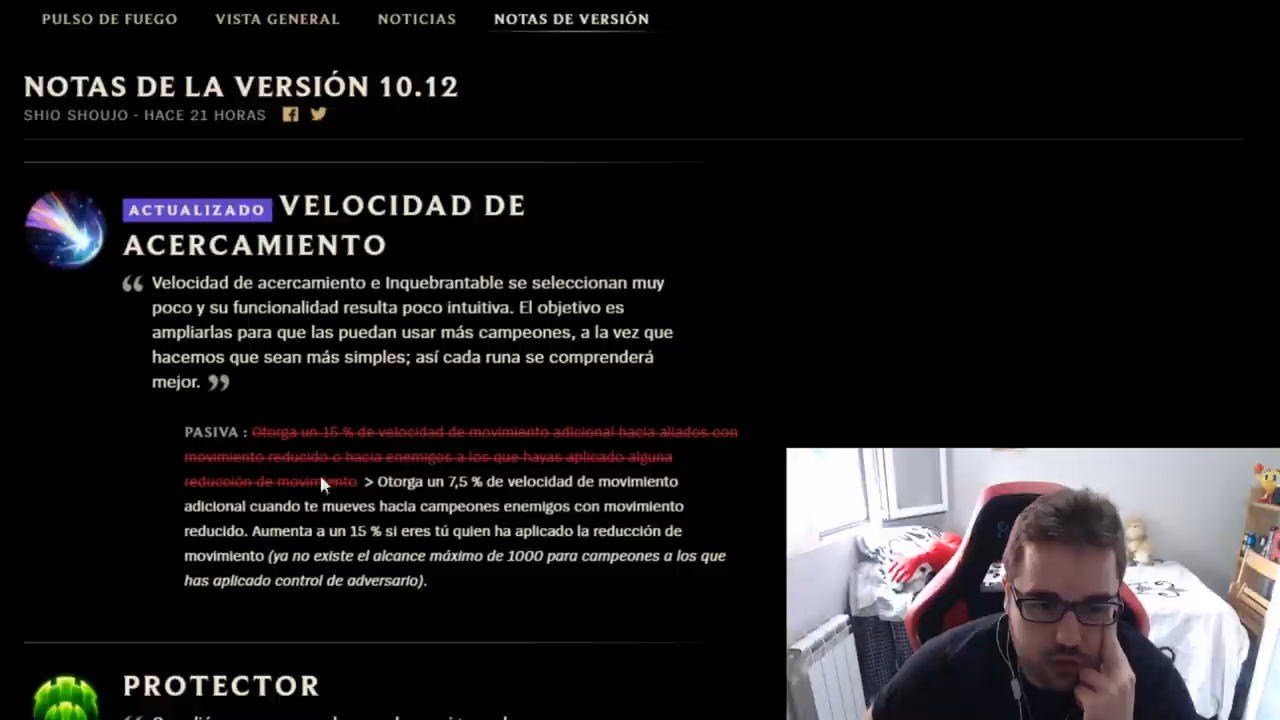 PULSO DE FUEGO VISTA GENERAL NOTICIAS NOTAS DE VERSIÓN
NOTAS DE LA VERSIÓN 10.12
SHIO SHOUJO - HACE 21 HORAS
ACTUALIZADO VELOCIDAD DE
ACERCAMIENTO
“ Velocidad de acercamiento e Inquebrantable se seleccionan muy
poco y su funcionalidad resulta poco intuitiva. El objetivo es
ampliarlas para que las puedan usar más campeones, a la vez que
hacemos que sean más simples; así cada runa se comprenderá
mejor. ”
PASIVA : Otorga un 15 % de velocidad de movimiento adicional hacia aliados con
movimiento reducido o hacia enemigos a los que hayas aplicado alguna
reducción de movimiento > Otorga un 7,5 % de velocidad de movimiento
adicional cuando te mueves hacia campeones enemigos con movimiento
reducido. Aumenta a un 15 % si eres tú quien ha aplicado la reducción de
movimiento (ya no existe el alcance máximo de 1000 para campeones a los que
has aplicado control de adversario).
PROTECTOR